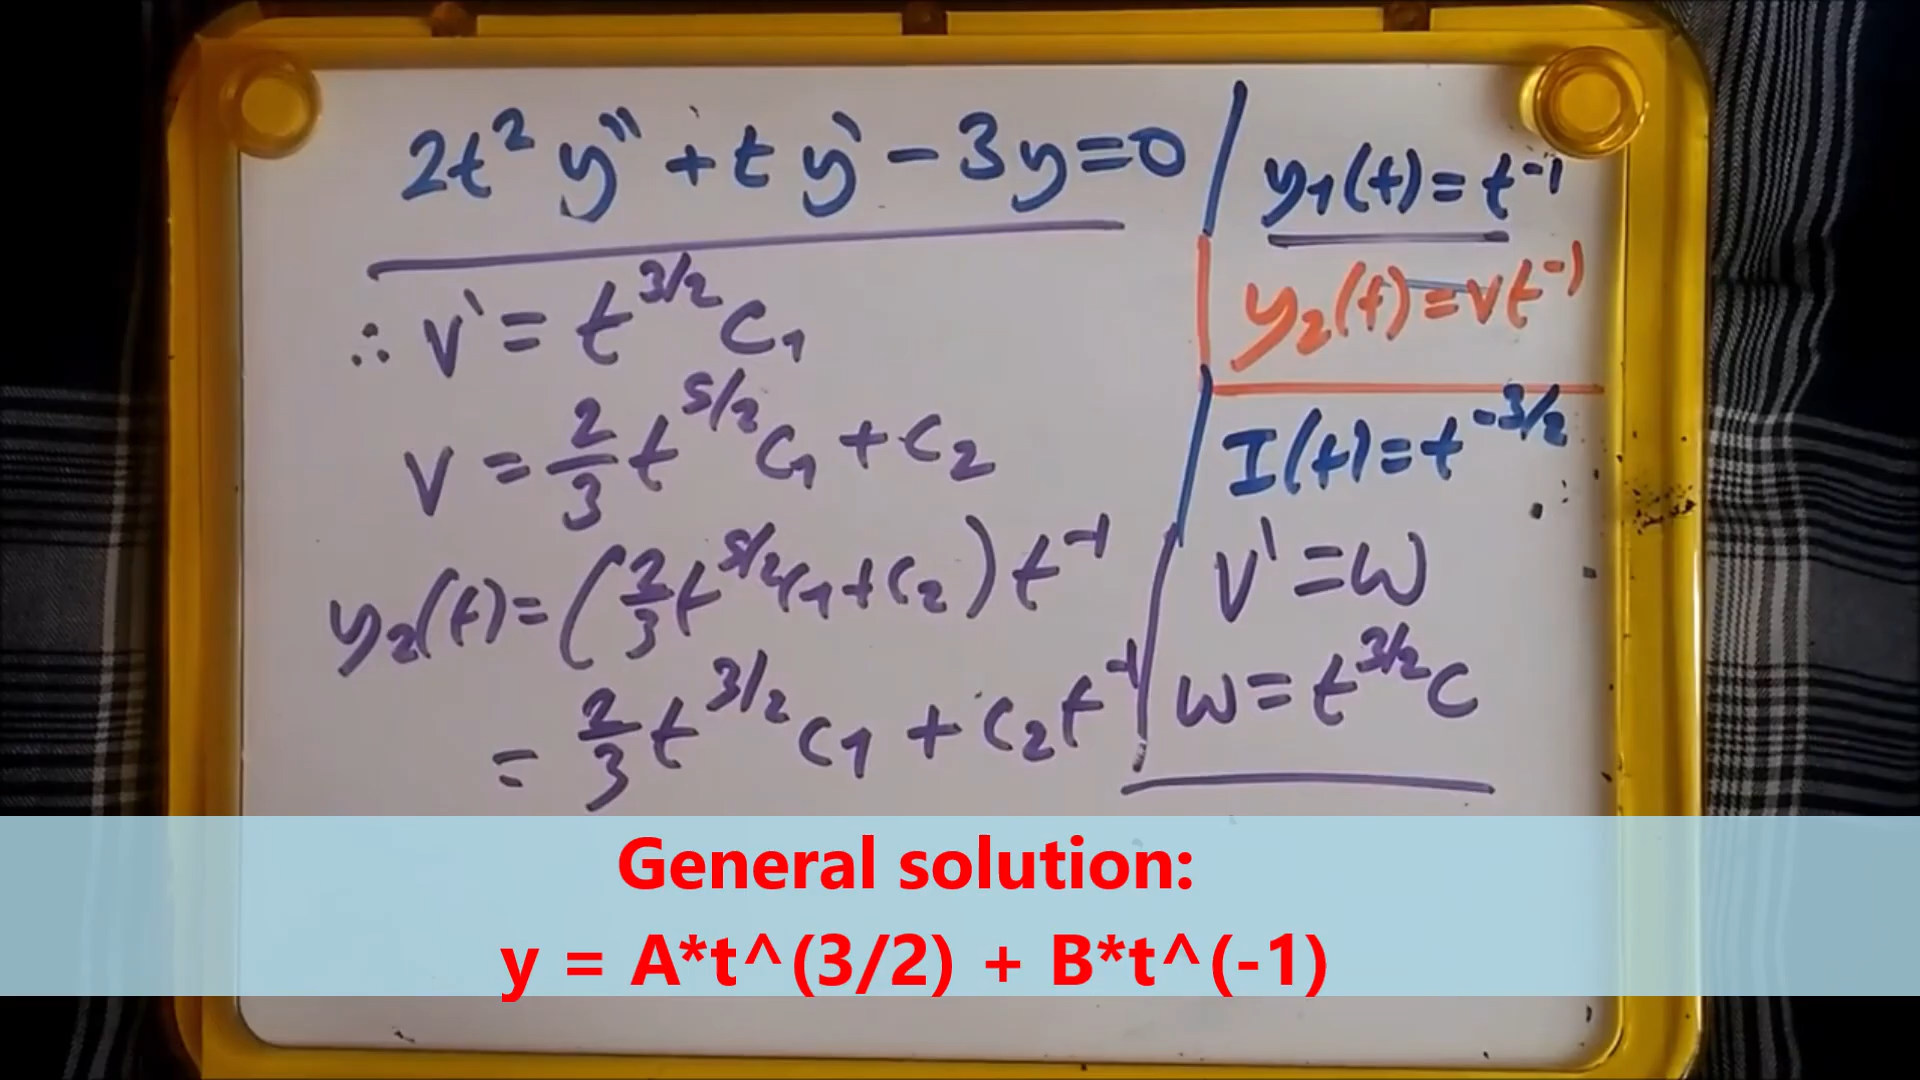 2t² y'' + t y' - 3y = 0
y₁(t) = t⁻¹
y₂(t) = vt⁻¹
∴ v' = t^3/2 c₁
v = 2/3 t^5/2 c₁ + c₂
y₂(t) = (2/3 t^5/2 c₁ + c₂) t⁻¹
= 2/3 t^3/2 c₁ + c₂t⁻¹
I(t) = t^-3/2
v' = w
w = t^3/2 c
General solution:
y = A*t^(3/2) + B*t^(-1)